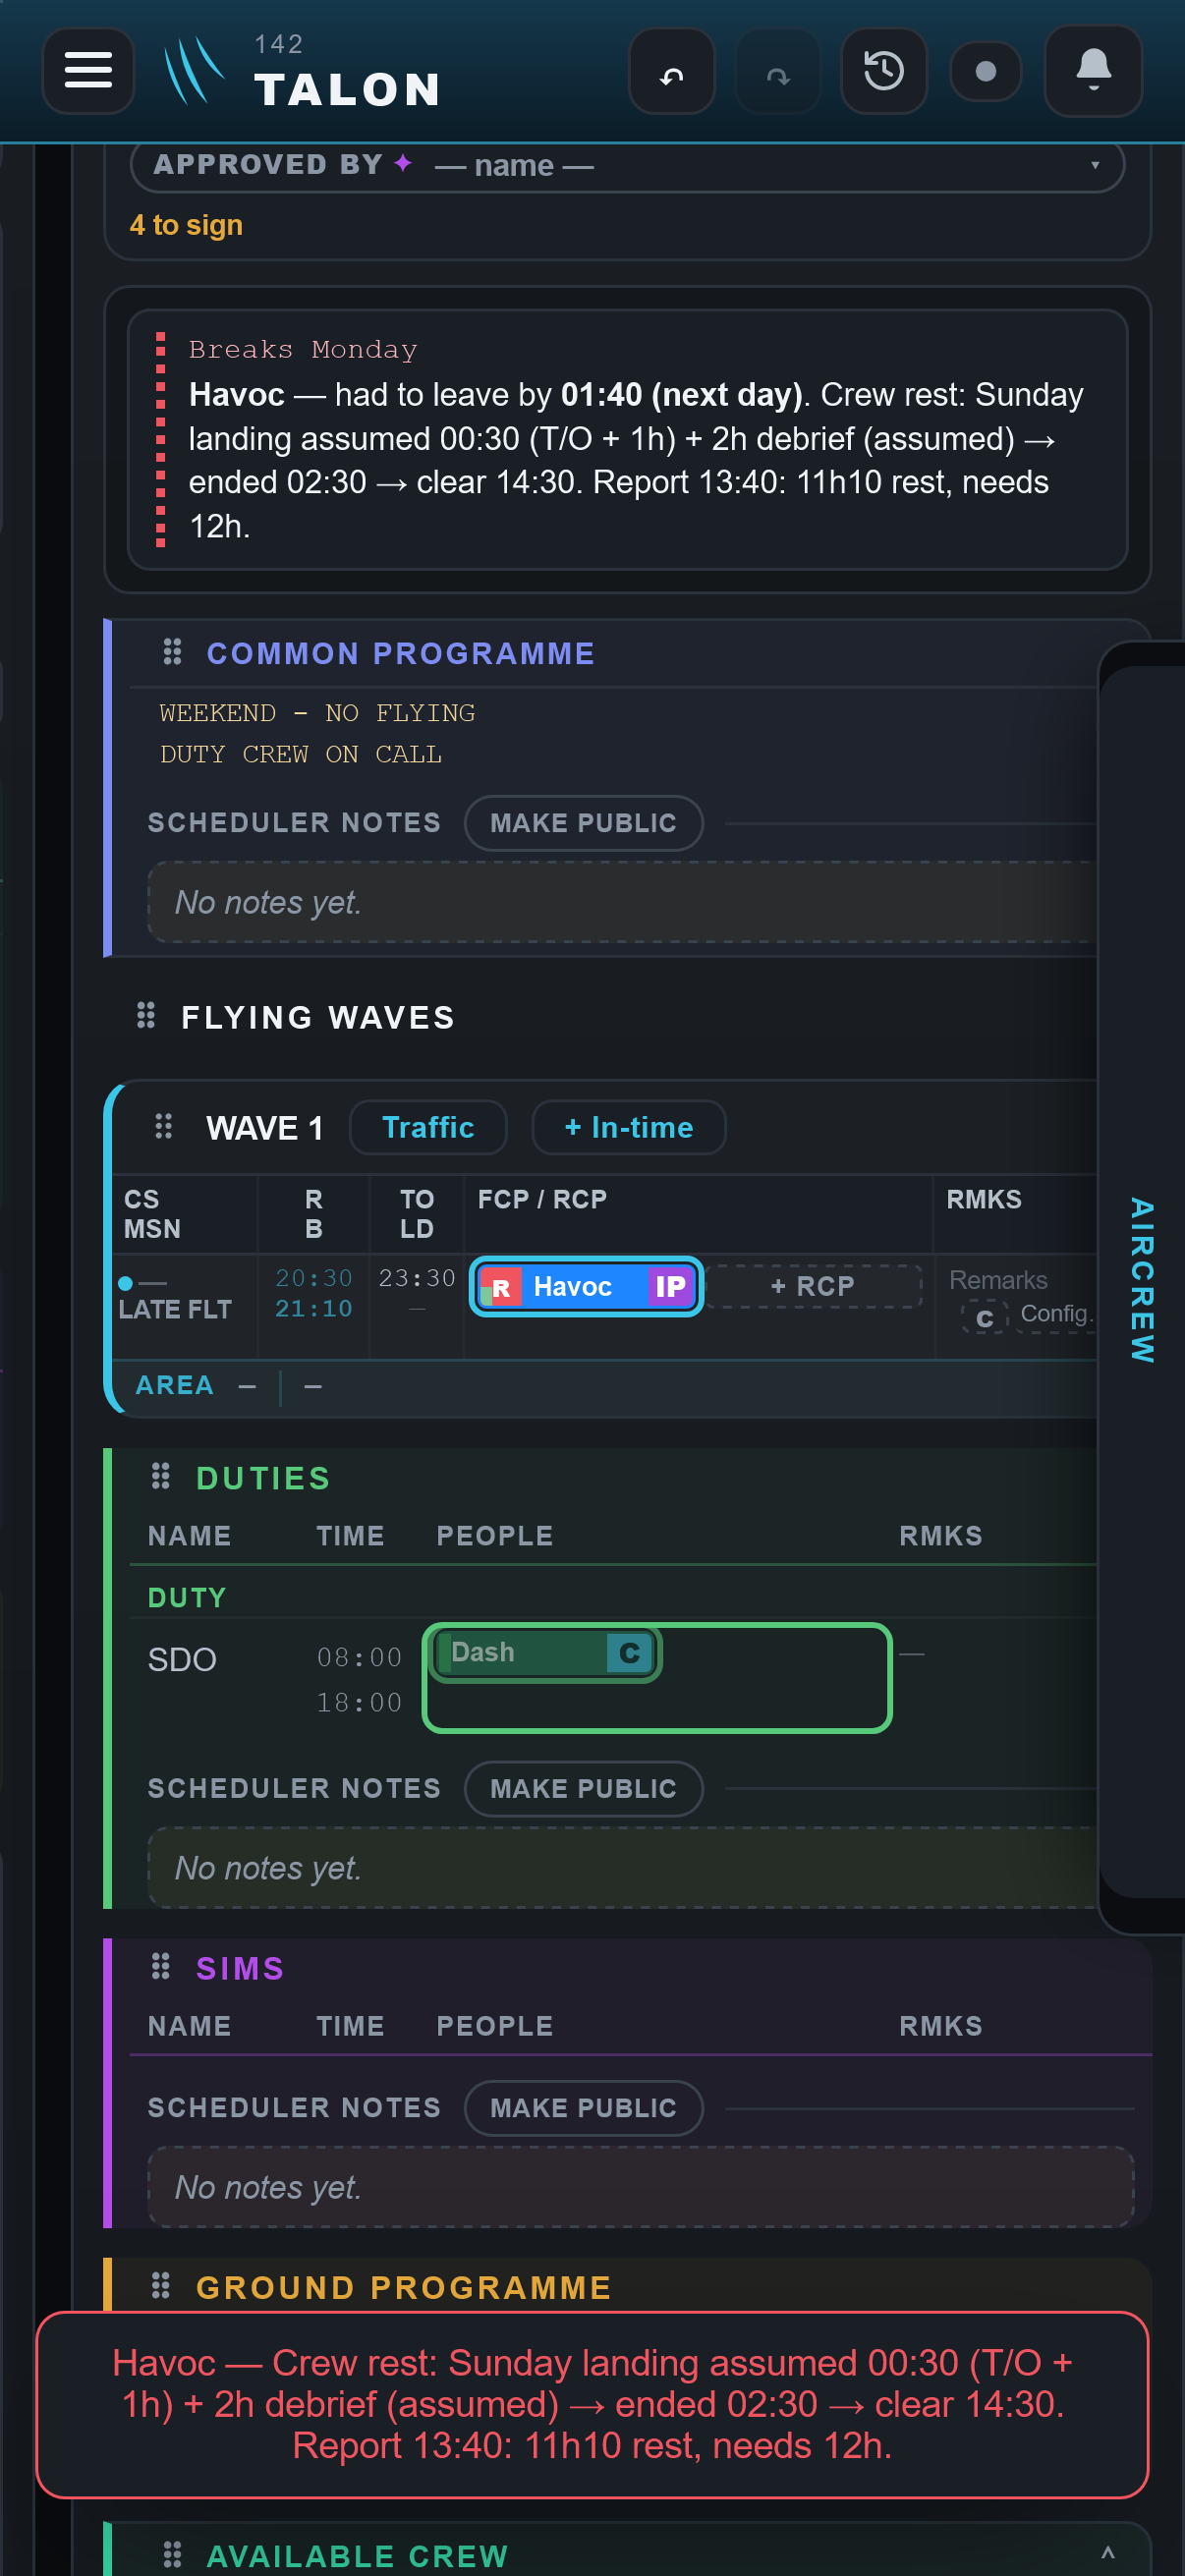 142
TALON
APPROVED BY ✦ — name —
4 to sign
Breaks Monday
Havoc — had to leave by 01:40 (next day). Crew rest: Sunday
landing assumed 00:30 (T/O + 1h) + 2h debrief (assumed) →
ended 02:30 → clear 14:30. Report 13:40: 11h10 rest, needs
12h.
COMMON PROGRAMME
WEEKEND – NO FLYING
DUTY CREW ON CALL
SCHEDULER NOTES MAKE PUBLIC
No notes yet.
FLYING WAVES
WAVE 1 Traffic + In-time
CS R TO FCP / RCP RMKS
MSN B LD
— 20:30 23:30 R Havoc IP + RCP Remarks
LATE FLT 21:10 — C Config.
AREA – –
AIRCREW
DUTIES
NAME TIME PEOPLE RMKS
DUTY
SDO 08:00 Dash C —
18:00
SCHEDULER NOTES MAKE PUBLIC
No notes yet.
SIMS
NAME TIME PEOPLE RMKS
SCHEDULER NOTES MAKE PUBLIC
No notes yet.
GROUND PROGRAMME
Havoc — Crew rest: Sunday landing assumed 00:30 (T/O +
1h) + 2h debrief (assumed) → ended 02:30 → clear 14:30.
Report 13:40: 11h10 rest, needs 12h.
AVAILABLE CREW